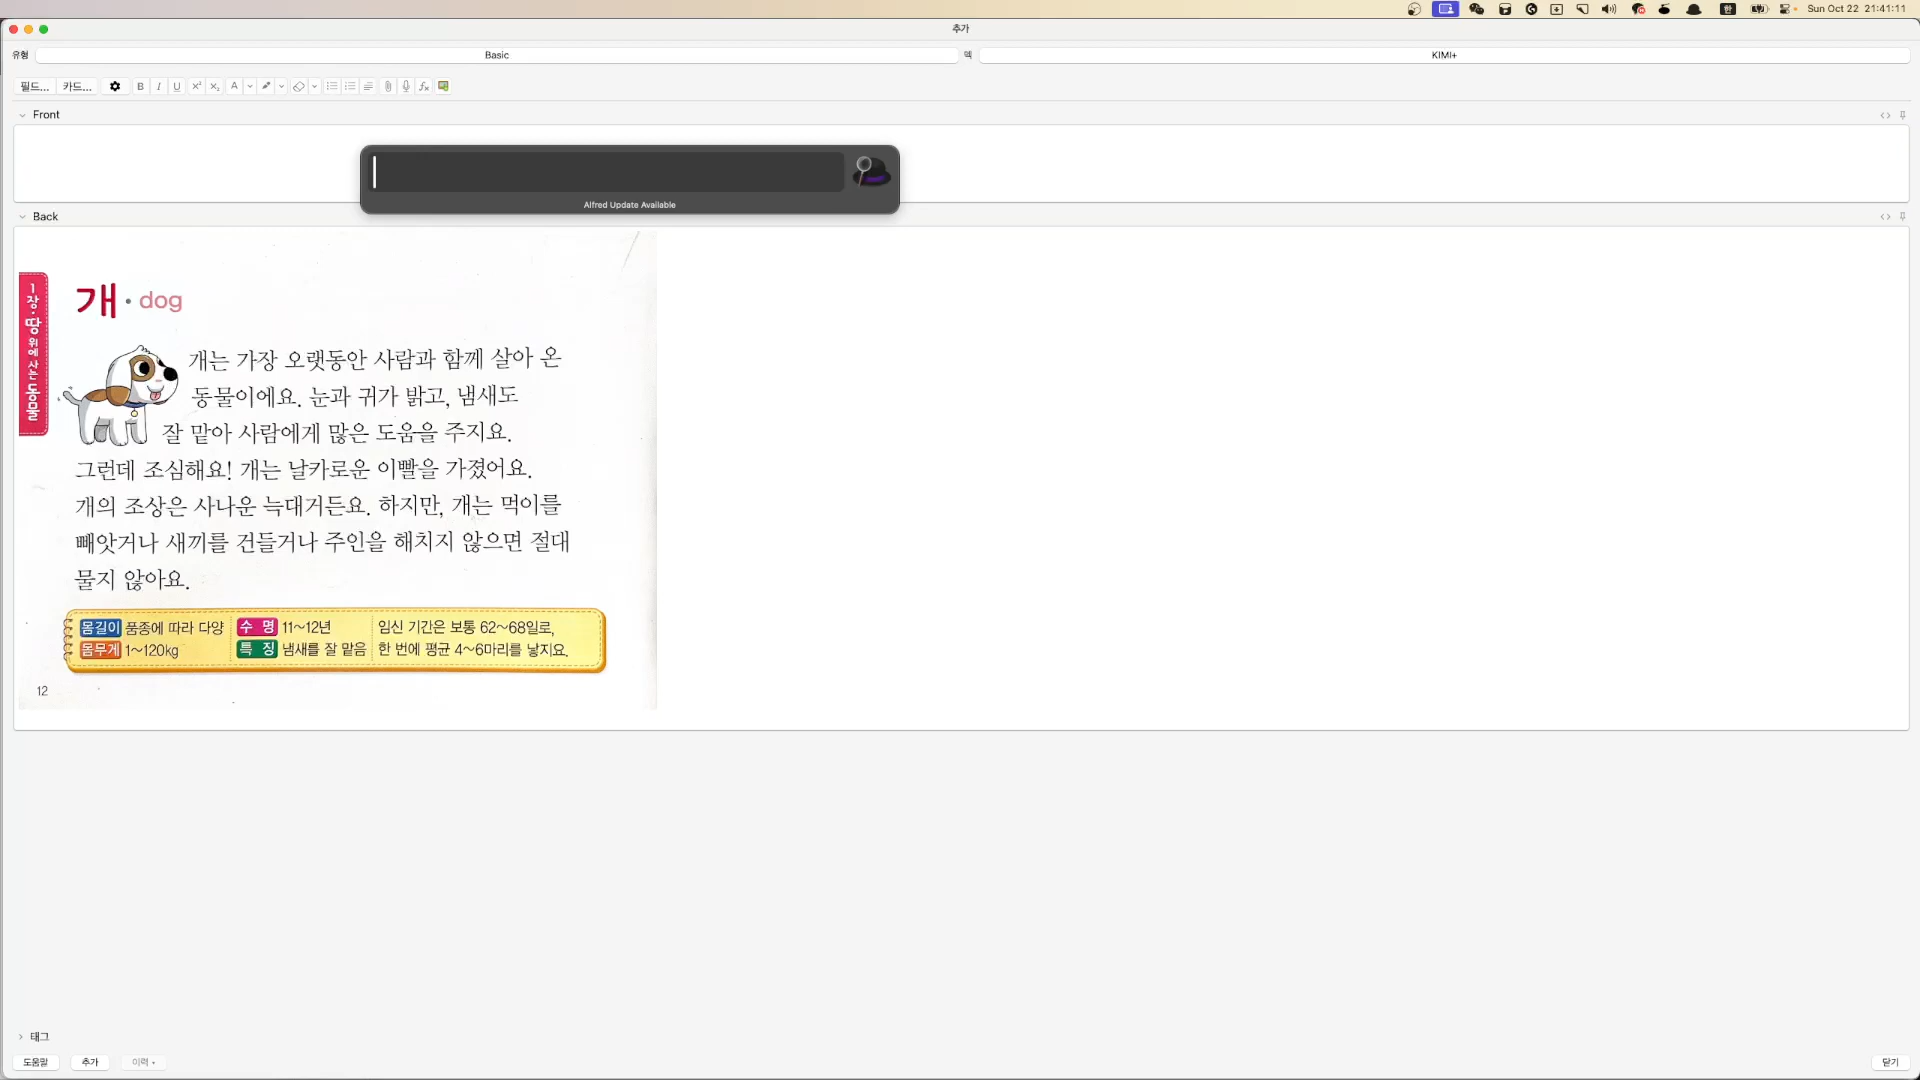 Sun Oct 22 21:41:11
추가
유형
Basic
덱
KIMI+
필드...
카드...
B I U X² X₂ A
fx
Front
Alfred Update Available
Back
1장·땅 위에 사는 동물
개·dog
개는 가장 오랫동안 사람과 함께 살아 온
동물이에요. 눈과 귀가 밝고, 냄새도
잘 맡아 사람에게 많은 도움을 주지요.
그런데 조심해요! 개는 날카로운 이빨을 가졌어요.
개의 조상은 사나운 늑대거든요. 하지만, 개는 먹이를
빼앗거나 새끼를 건들거나 주인을 해치지 않으면 절대
물지 않아요.
몸길이 품종에 따라 다양
몸무게 1~120kg
수 명 11~12년
특 징 냄새를 잘 맡음
임신 기간은 보통 62~68일로,
한 번에 평균 4~6마리를 낳지요.
12
태그
도움말
추가
이력
닫기